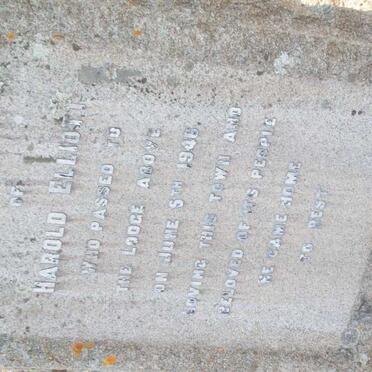 OF
HAROLD ELLIOTT
WHO PASSED TO
THE LODGE ABOVE
ON JUNE 5TH 1946
LOVING THIS TOWN AND
BELOVED OF ITS PEOPLE
HE CAME HOME
TO REST